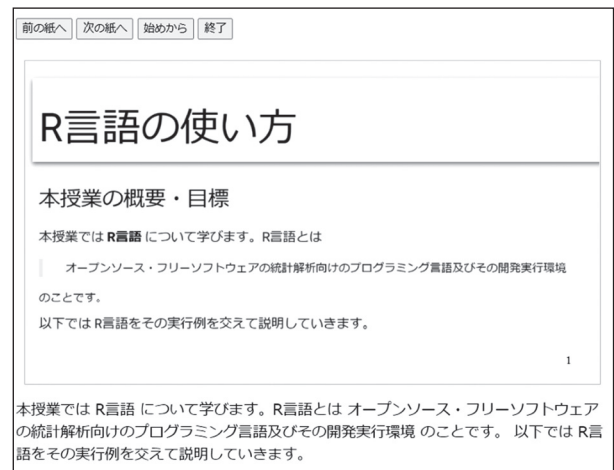 前の紙へ 次の紙へ 始めから 終了
R言語の使い方
本授業の概要・目標
本授業では R言語 について学びます。R言語とは
オープンソース・フリーソフトウェアの統計解析向けのプログラミング言語及びその開発実行環境
のことです。
以下では R言語をその実行例を交えて説明していきます。
1
本授業では R言語 について学びます。R言語とは オープンソース・フリーソフトウェア
の統計解析向けのプログラミング言語及びその開発実行環境 のことです。 以下では R言
語をその実行例を交えて説明していきます。